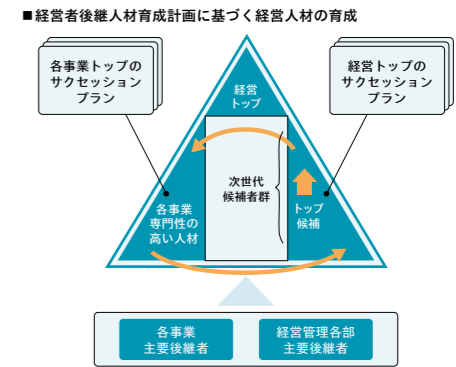 ■経営者後継人材育成計画に基づく経営人材の育成
各事業トップの
サクセッション
プラン
経営トップの
サクセッション
プラン
経営
トップ
次世代
候補者群
各事業
専門性の
高い人材
トップ
候補
各事業
主要後継者
経営管理各部
主要後継者